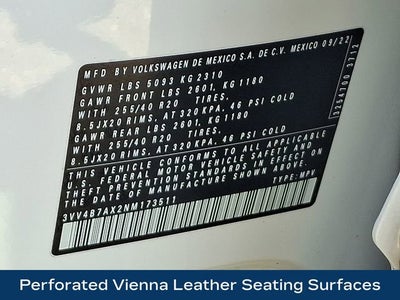 MFD BY VOLKSWAGEN DE MEXICO S.A. DE C.V. MEXICO 09/22
GVWR LBS 5093 KG 2310
GAWR FRONT LBS 2601, KG 1180
WITH 255/40 R20 TIRES,
8.5JX20 RIMS, AT 320 KPA, 46 PSI COLD
GAWR REAR LBS 2601, KG 1180
WITH 255/40 R20 TIRES,
8.5JX20 RIMS, AT 320 KPA, 46 PSI COLD
THIS VEHICLE CONFORMS TO ALL APPLICABLE
U.S. FEDERAL MOTOR VEHICLE SAFETY AND
THEFT PREVENTION STANDARDS IN EFFECT ON
THE DATE OF MANUFACTURE SHOWN ABOVE.
3VV4B7AX2NM173511 TYPE: MPV
13254700 3712
Perforated Vienna Leather Seating Surfaces